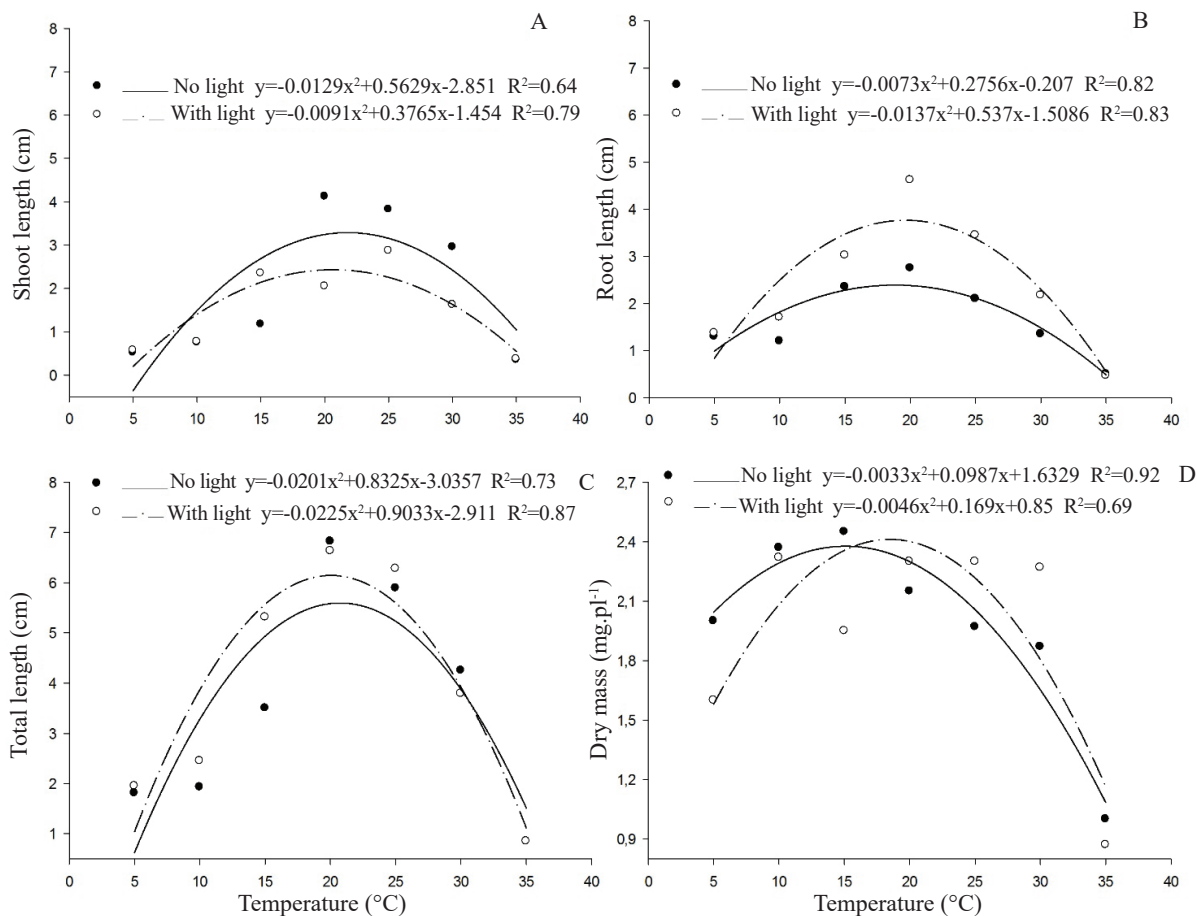 A
No light y=-0.0129x²+0.5629x-2.851 R²=0.64
With light y=-0.0091x²+0.3765x-1.454 R²=0.79
Shoot length (cm)
8
7
6
5
4
3
2
1
0
0 5 10 15 20 25 30 35 40
B
No light y=-0.0073x²+0.2756x-0.207 R²=0.82
With light y=-0.0137x²+0.537x-1.5086 R²=0.83
Root length (cm)
8
7
6
5
4
3
2
1
0
0 5 10 15 20 25 30 35 40
No light y=-0.0201x²+0.8325x-3.0357 R²=0.73 C
With light y=-0.0225x²+0.9033x-2.911 R²=0.87
Total length (cm)
8
7
6
5
4
3
2
1
0 5 10 15 20 25 30 35 40
Temperature (°C)
No light y=-0.0033x²+0.0987x+1.6329 R²=0.92 D
With light y=-0.0046x²+0.169x+0.85 R²=0.69
Dry mass (mg.pl⁻¹)
2,7
2,4
2,1
1,8
1,5
1,2
0,9
0 5 10 15 20 25 30 35 40
Temperature (°C)